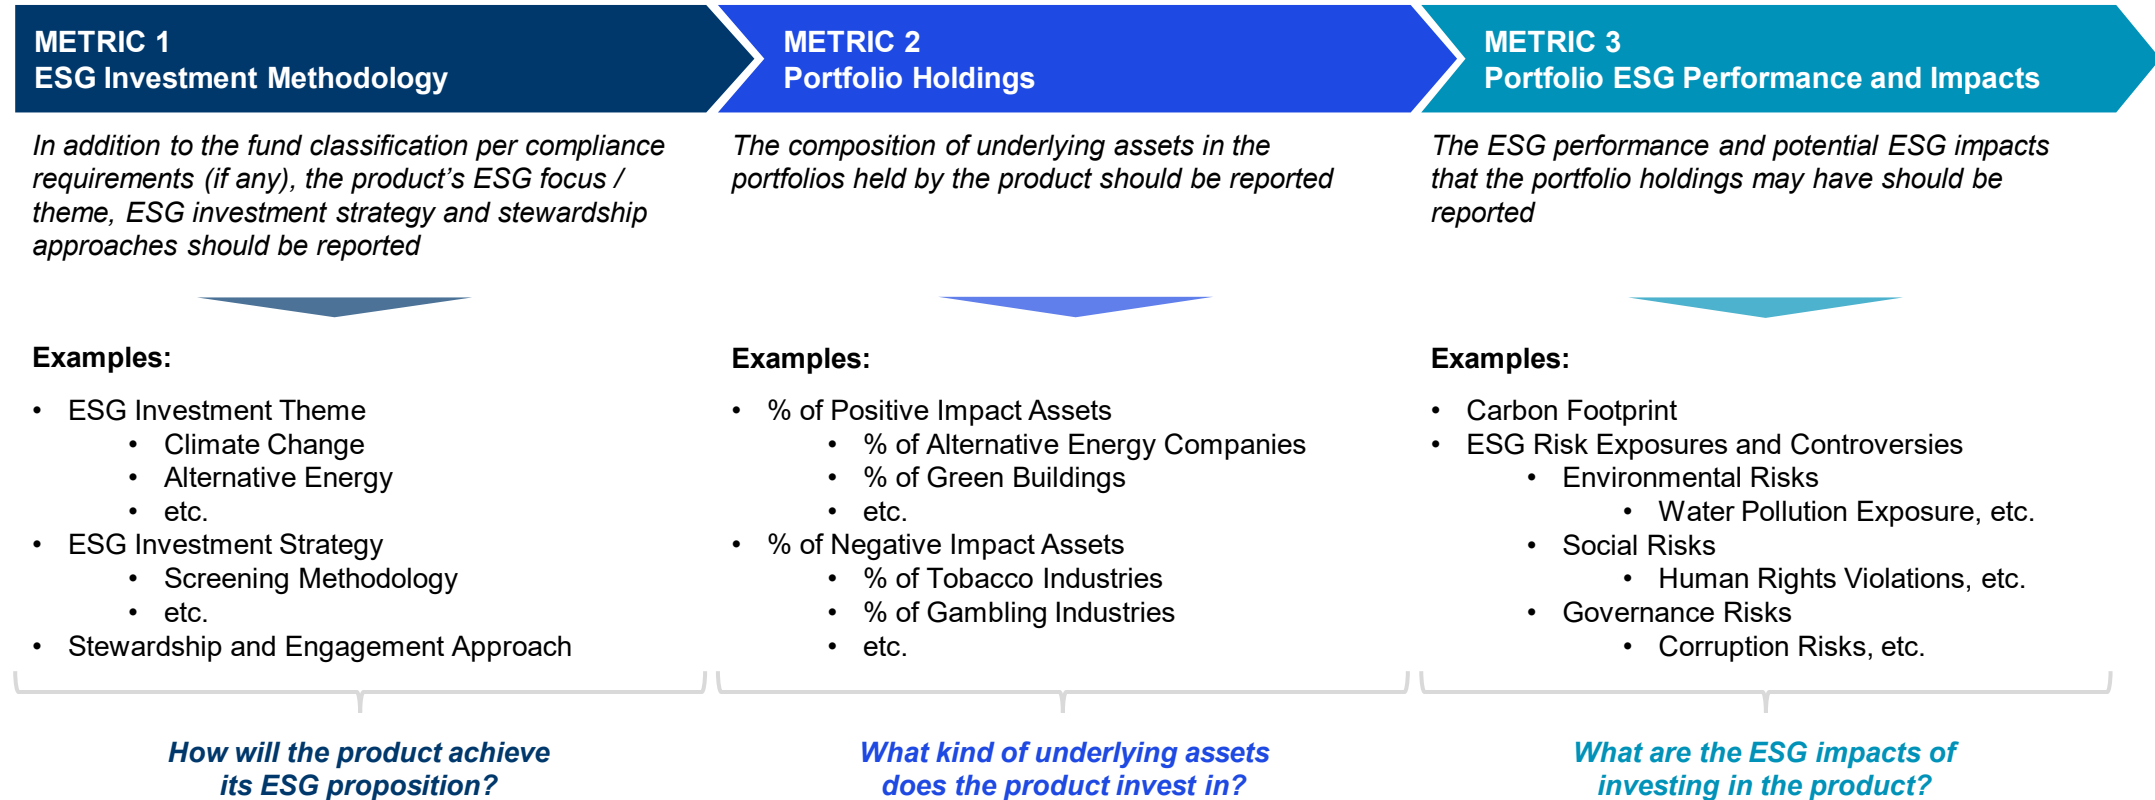 METRIC 1
ESG Investment Methodology
In addition to the fund classification per compliance
requirements (if any), the product's ESG focus /
theme, ESG investment strategy and stewardship
approaches should be reported
Examples:
• ESG Investment Theme
• Climate Change
• Alternative Energy
• etc.
• ESG Investment Strategy
• Screening Methodology
• etc.
• Stewardship and Engagement Approach
How will the product achieve
its ESG proposition?
METRIC 2
Portfolio Holdings
The composition of underlying assets in the
portfolios held by the product should be reported
Examples:
• % of Positive Impact Assets
• % of Alternative Energy Companies
• % of Green Buildings
• etc.
• % of Negative Impact Assets
• % of Tobacco Industries
• % of Gambling Industries
• etc.
What kind of underlying assets
does the product invest in?
METRIC 3
Portfolio ESG Performance and Impacts
The ESG performance and potential ESG impacts
that the portfolio holdings may have should be
reported
Examples:
• Carbon Footprint
• ESG Risk Exposures and Controversies
• Environmental Risks
• Water Pollution Exposure, etc.
• Social Risks
• Human Rights Violations, etc.
• Governance Risks
• Corruption Risks, etc.
What are the ESG impacts of
investing in the product?